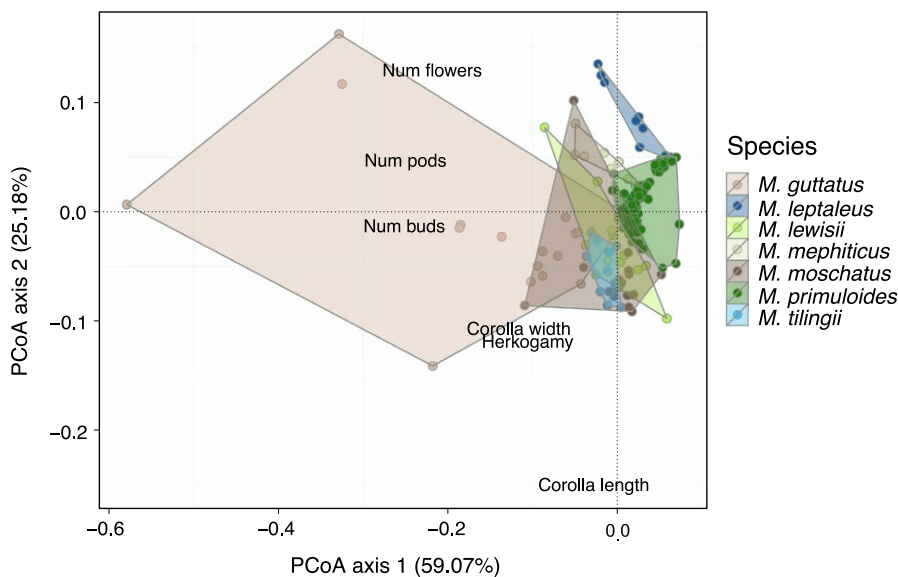 Num flowers
0.1
Species
Num pods
M. guttatus
M. leptaleus
0.0
Num buds
M. lewisii
M. mephiticus
M. moschatus
M. primuloides
M. tilingii
−0.1
Corolla width
Herkogamy
−0.2
Corolla length
PCoA axis 2 (25.18%)
−0.6
−0.4
−0.2
0.0
PCoA axis 1 (59.07%)